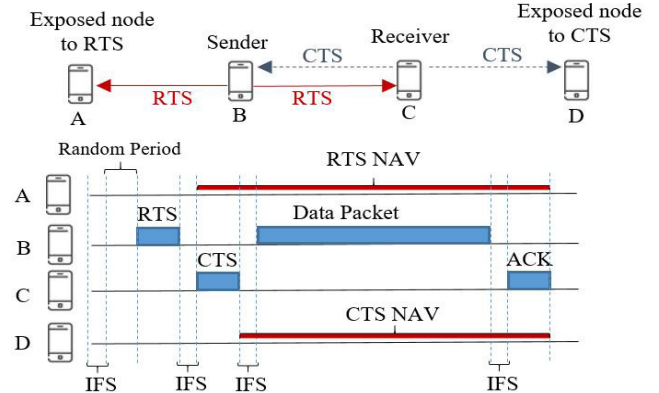 Exposed node
to RTS
Sender
Receiver
Exposed node
to CTS
CTS
CTS
RTS
RTS
A
B
C
D
Random Period
RTS NAV
A
RTS
Data Packet
B
CTS
ACK
C
CTS NAV
D
IFS
IFS
IFS
IFS